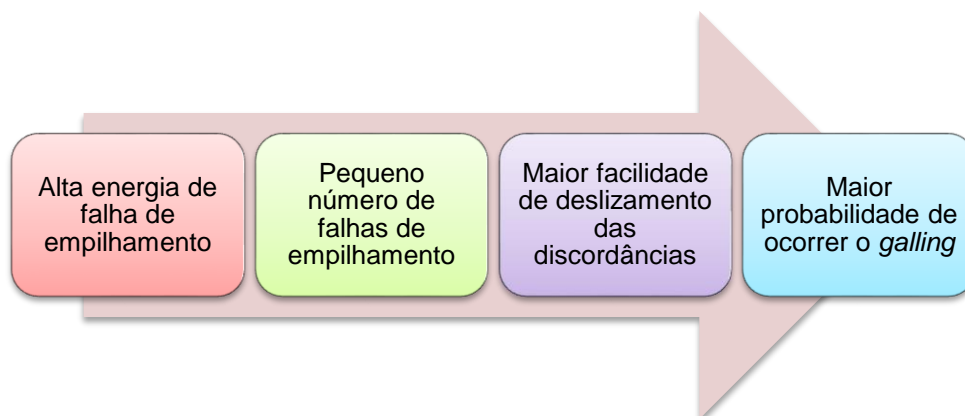 Alta energia de
falha de
empilhamento
Pequeno
número de
falhas de
empilhamento
Maior facilidade
de deslizamento
das
discordâncias
Maior
probabilidade de
ocorrer o galling